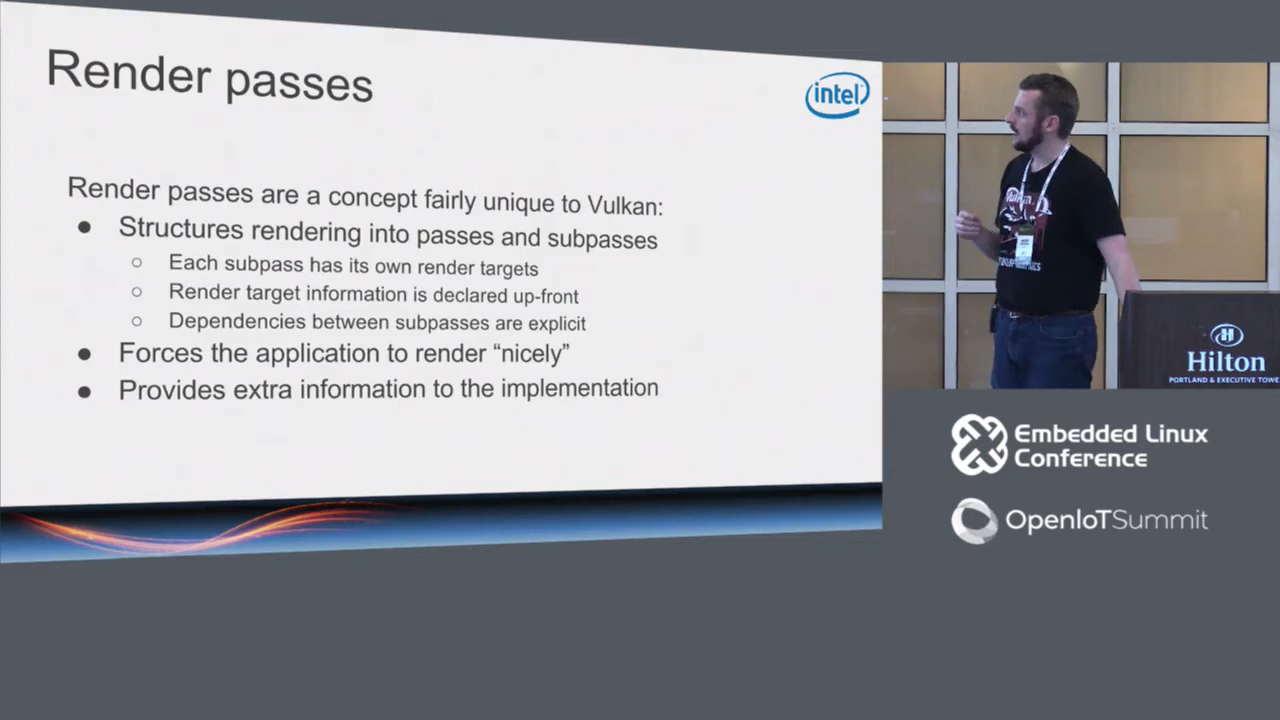 Render passes
intel
Render passes are a concept fairly unique to Vulkan:
● Structures rendering into passes and subpasses
○ Each subpass has its own render targets
○ Render target information is declared up-front
○ Dependencies between subpasses are explicit
● Forces the application to render “nicely”
● Provides extra information to the implementation
Vulkan
Hilton
PORTLAND & EXECUTIVE TOWE
Embedded Linux
Conference
OpenIoTSummit